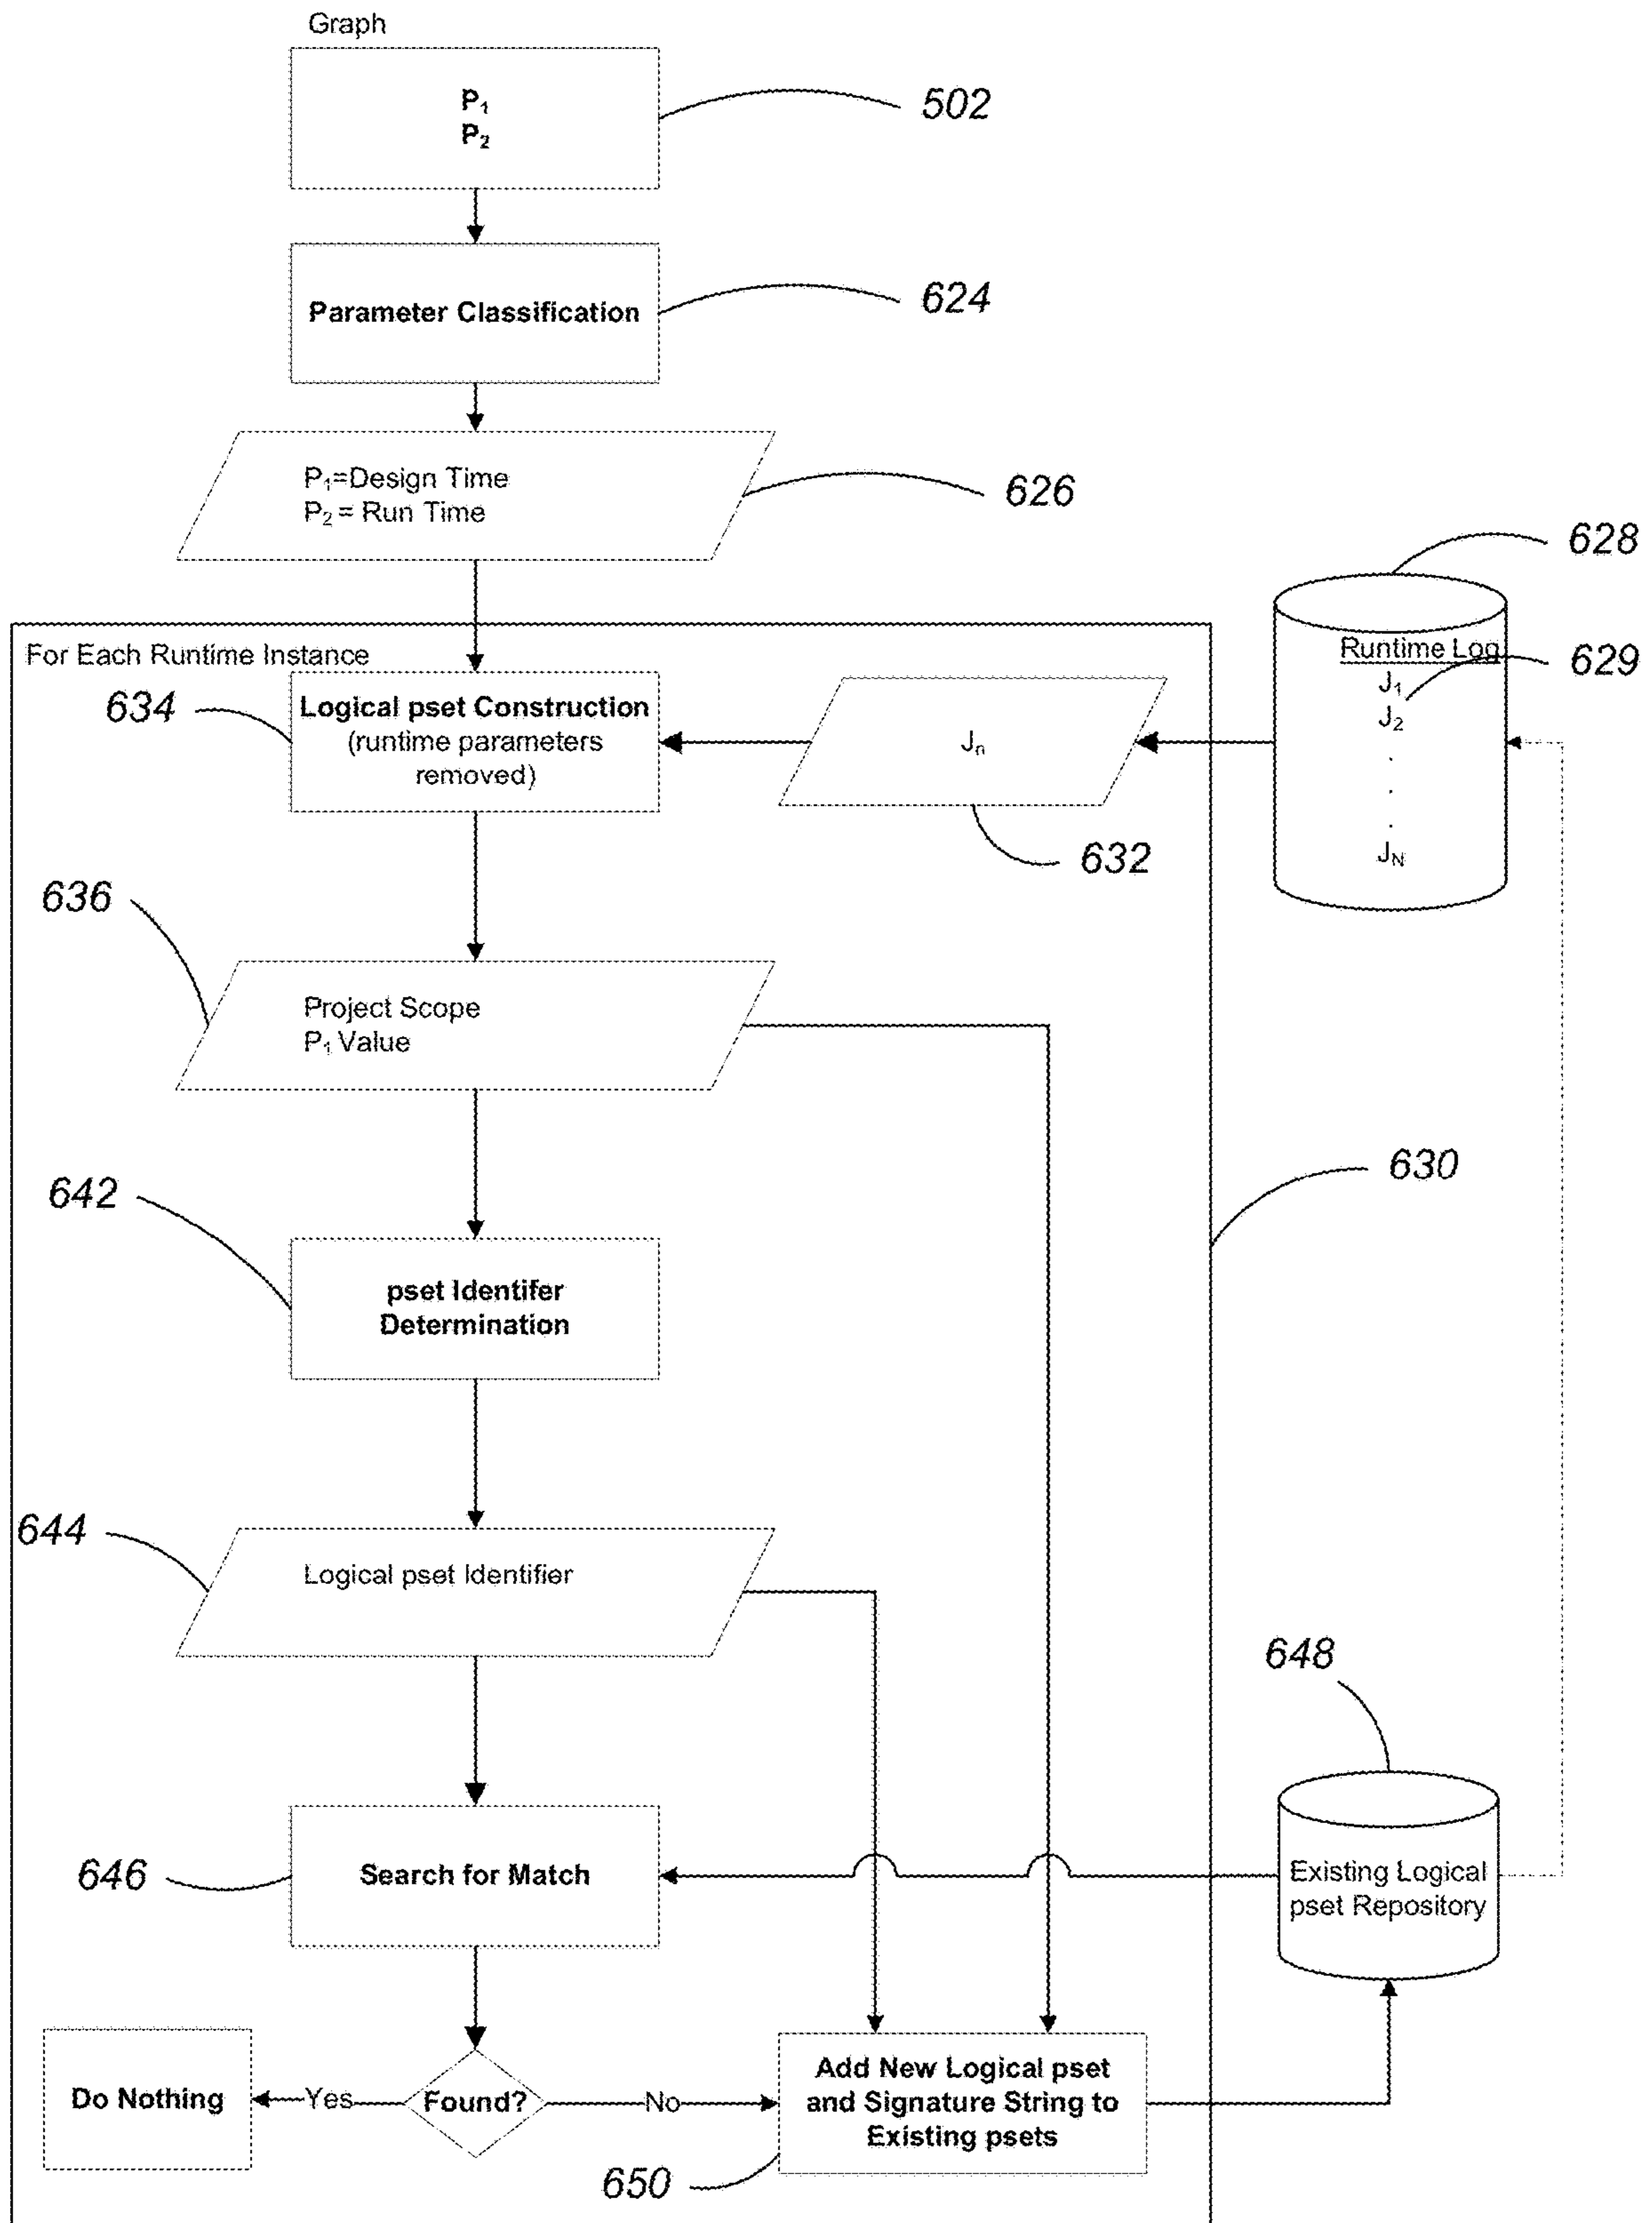 Graph
P₁
P₂
502
Parameter Classification
624
P₁=Design Time
P₂ = Run Time
626
628
For Each Runtime Instance
Runtime Log
629
634
Logical pset Construction
(runtime parameters
removed)
Jₙ
J₁
J₂
.
.
.
J_N
632
636
Project Scope
P₁ Value
630
642
pset Identifer
Determination
644
Logical pset Identifier
648
646
Search for Match
Existing Logical
pset Repository
Do Nothing
Yes
Found?
No
Add New Logical pset
and Signature String to
Existing psets
650